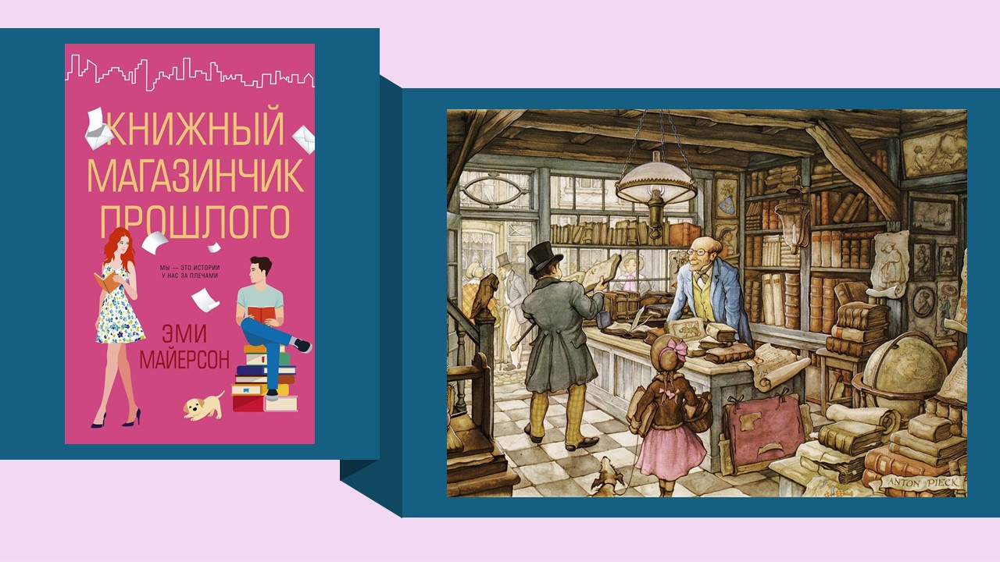 КНИЖНЫЙ
МАГАЗИНЧИК
ПРОШЛОГО
МЫ — ЭТО ИСТОРИИ
У НАС ЗА ПЛЕЧАМИ
ЭМИ
МАЙЕРСОН
ANTON PIECK